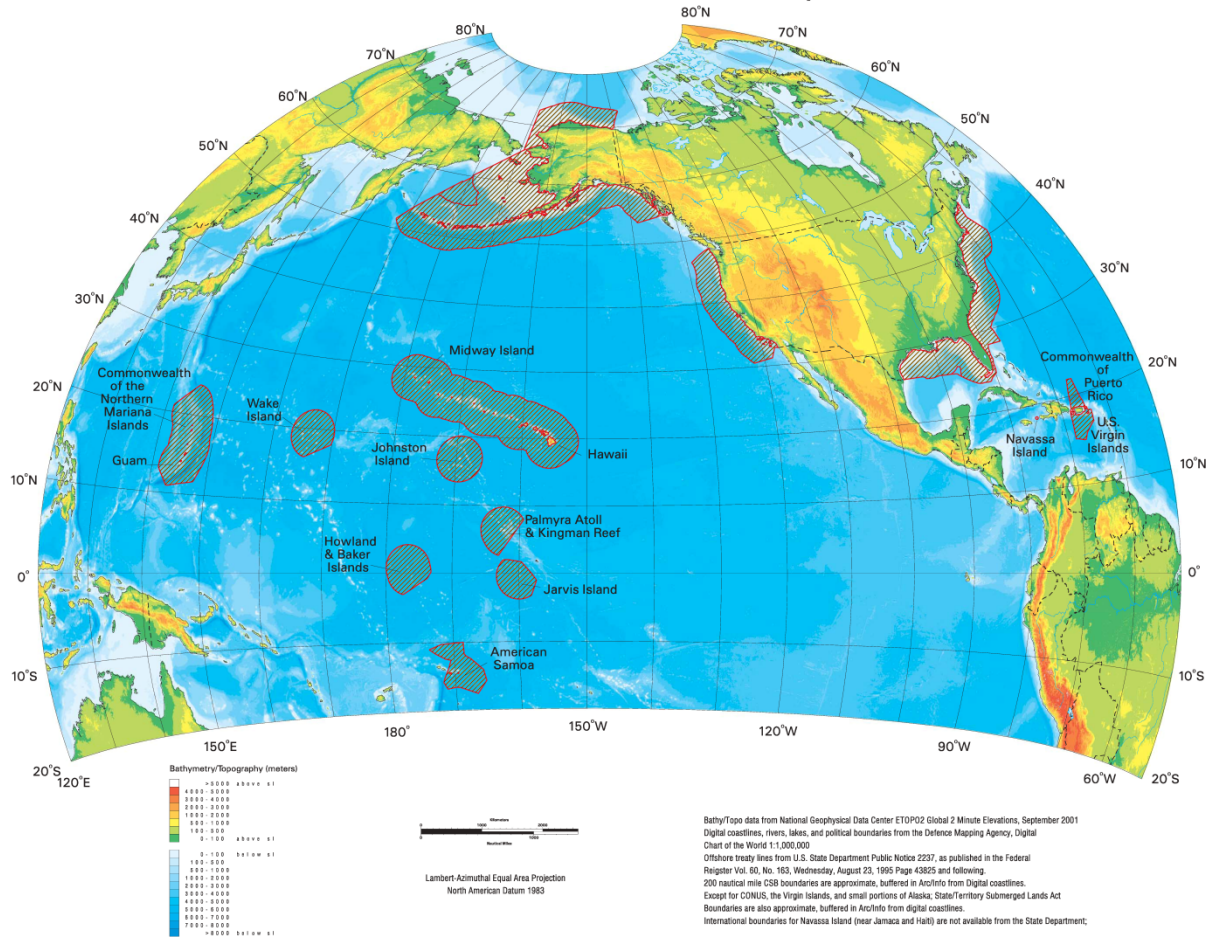 80°N
80°N
70°N
70°N
60°N
60°N
50°N
50°N
40°N
40°N
30°N
30°N
20°N
20°N
10°N
10°N
0°
0°
10°S
10°S
20°S
20°S
120°E
150°E
180°
150°W
120°W
90°W
60°W
Midway Island
Commonwealth
of the
Northern
Mariana
Islands
Guam
Wake
Island
Johnston
Island
Hawaii
Palmyra Atoll
& Kingman Reef
Howland
& Baker
Islands
Jarvis Island
American
Samoa
Commonwealth
of
Puerto
Rico
Navassa
Island
U.S.
Virgin
Islands
Bathymetry/Topography (meters)
>5000 above sl
4000-5000
3000-4000
2000-3000
1000-2000
500-1000
100-500
0-100 above sl
0-100 below sl
100-500
500-1000
1000-2000
2000-3000
3000-4000
4000-5000
5000-6000
6000-7000
7000-8000
>8000 below sl
Kilometers
0 1000 2000
0 1000
Nautical Miles
Lambert-Azimuthal Equal Area Projection
North American Datum 1983
Bathy/Topo data from National Geophysical Data Center ETOPO2 Global 2 Minute Elevations, September 2001
Digital coastlines, rivers, lakes, and political boundaries from the Defence Mapping Agency, Digital
Chart of the World 1:1,000,000
Offshore treaty lines from U.S. State Department Public Notice 2237, as published in the Federal
Reigster Vol. 60, No. 163, Wednesday, August 23, 1995 Page 43825 and following.
200 nautical mile CSB boundaries are approximate, buffered in Arc/Info from Digital coastlines.
Except for CONUS, the Virgin Islands, and small portions of Alaska; State/Territory Submerged Lands Act
Boundaries are also approximate, buffered in Arc/Info from digital coastlines.
International boundaries for Navassa Island (near Jamaca and Haiti) are not available from the State Department;